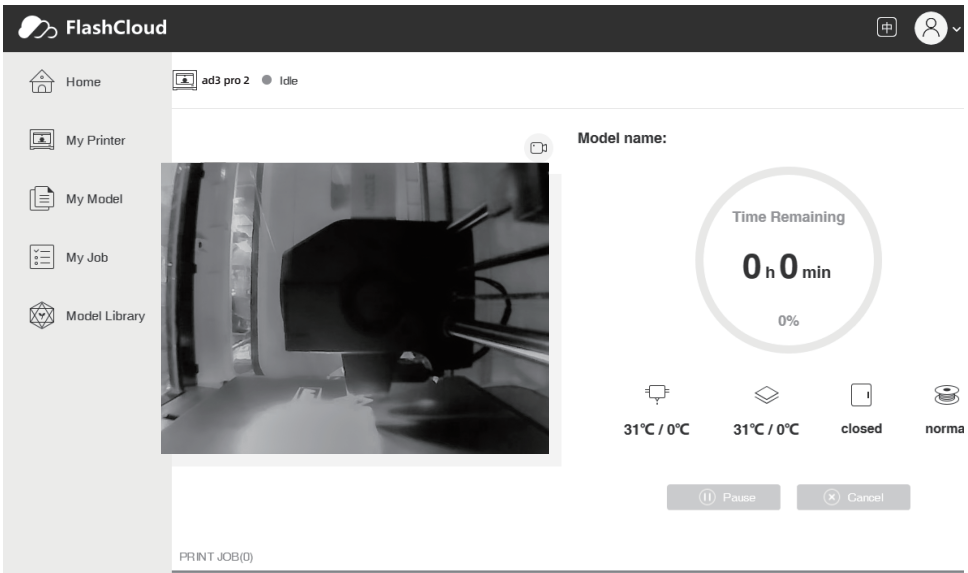 FlashCloud
中
Home
My Printer
My Model
My Job
Model Library
ad3 pro 2 Idle
Model name:
Time Remaining
0 h 0 min
0%
31℃ / 0℃ 31℃ / 0℃ closed norma
Pause Cancel
PRINT JOB(0)